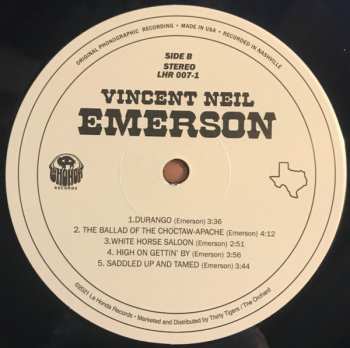 ORIGINAL PHONOGRAPHIC RECORDING • MADE IN USA • RECORDED IN NASHVILLE
SIDE B
STEREO
LHR 007-1
VINCENT NEIL
EMERSON
LA HONDA
RECORDS
1.DURANGO (Emerson) 3:36
2. THE BALLAD OF THE CHOCTAW-APACHE (Emerson) 4:12
3.WHITE HORSE SALOON (Emerson) 2:51
4. HIGH ON GETTIN' BY (Emerson) 3:56
5. SADDLED UP AND TAMED (Emerson) 3:44
©2021 La Honda Records • Marketed and Distributed by Thirty Tigers / The Orchard